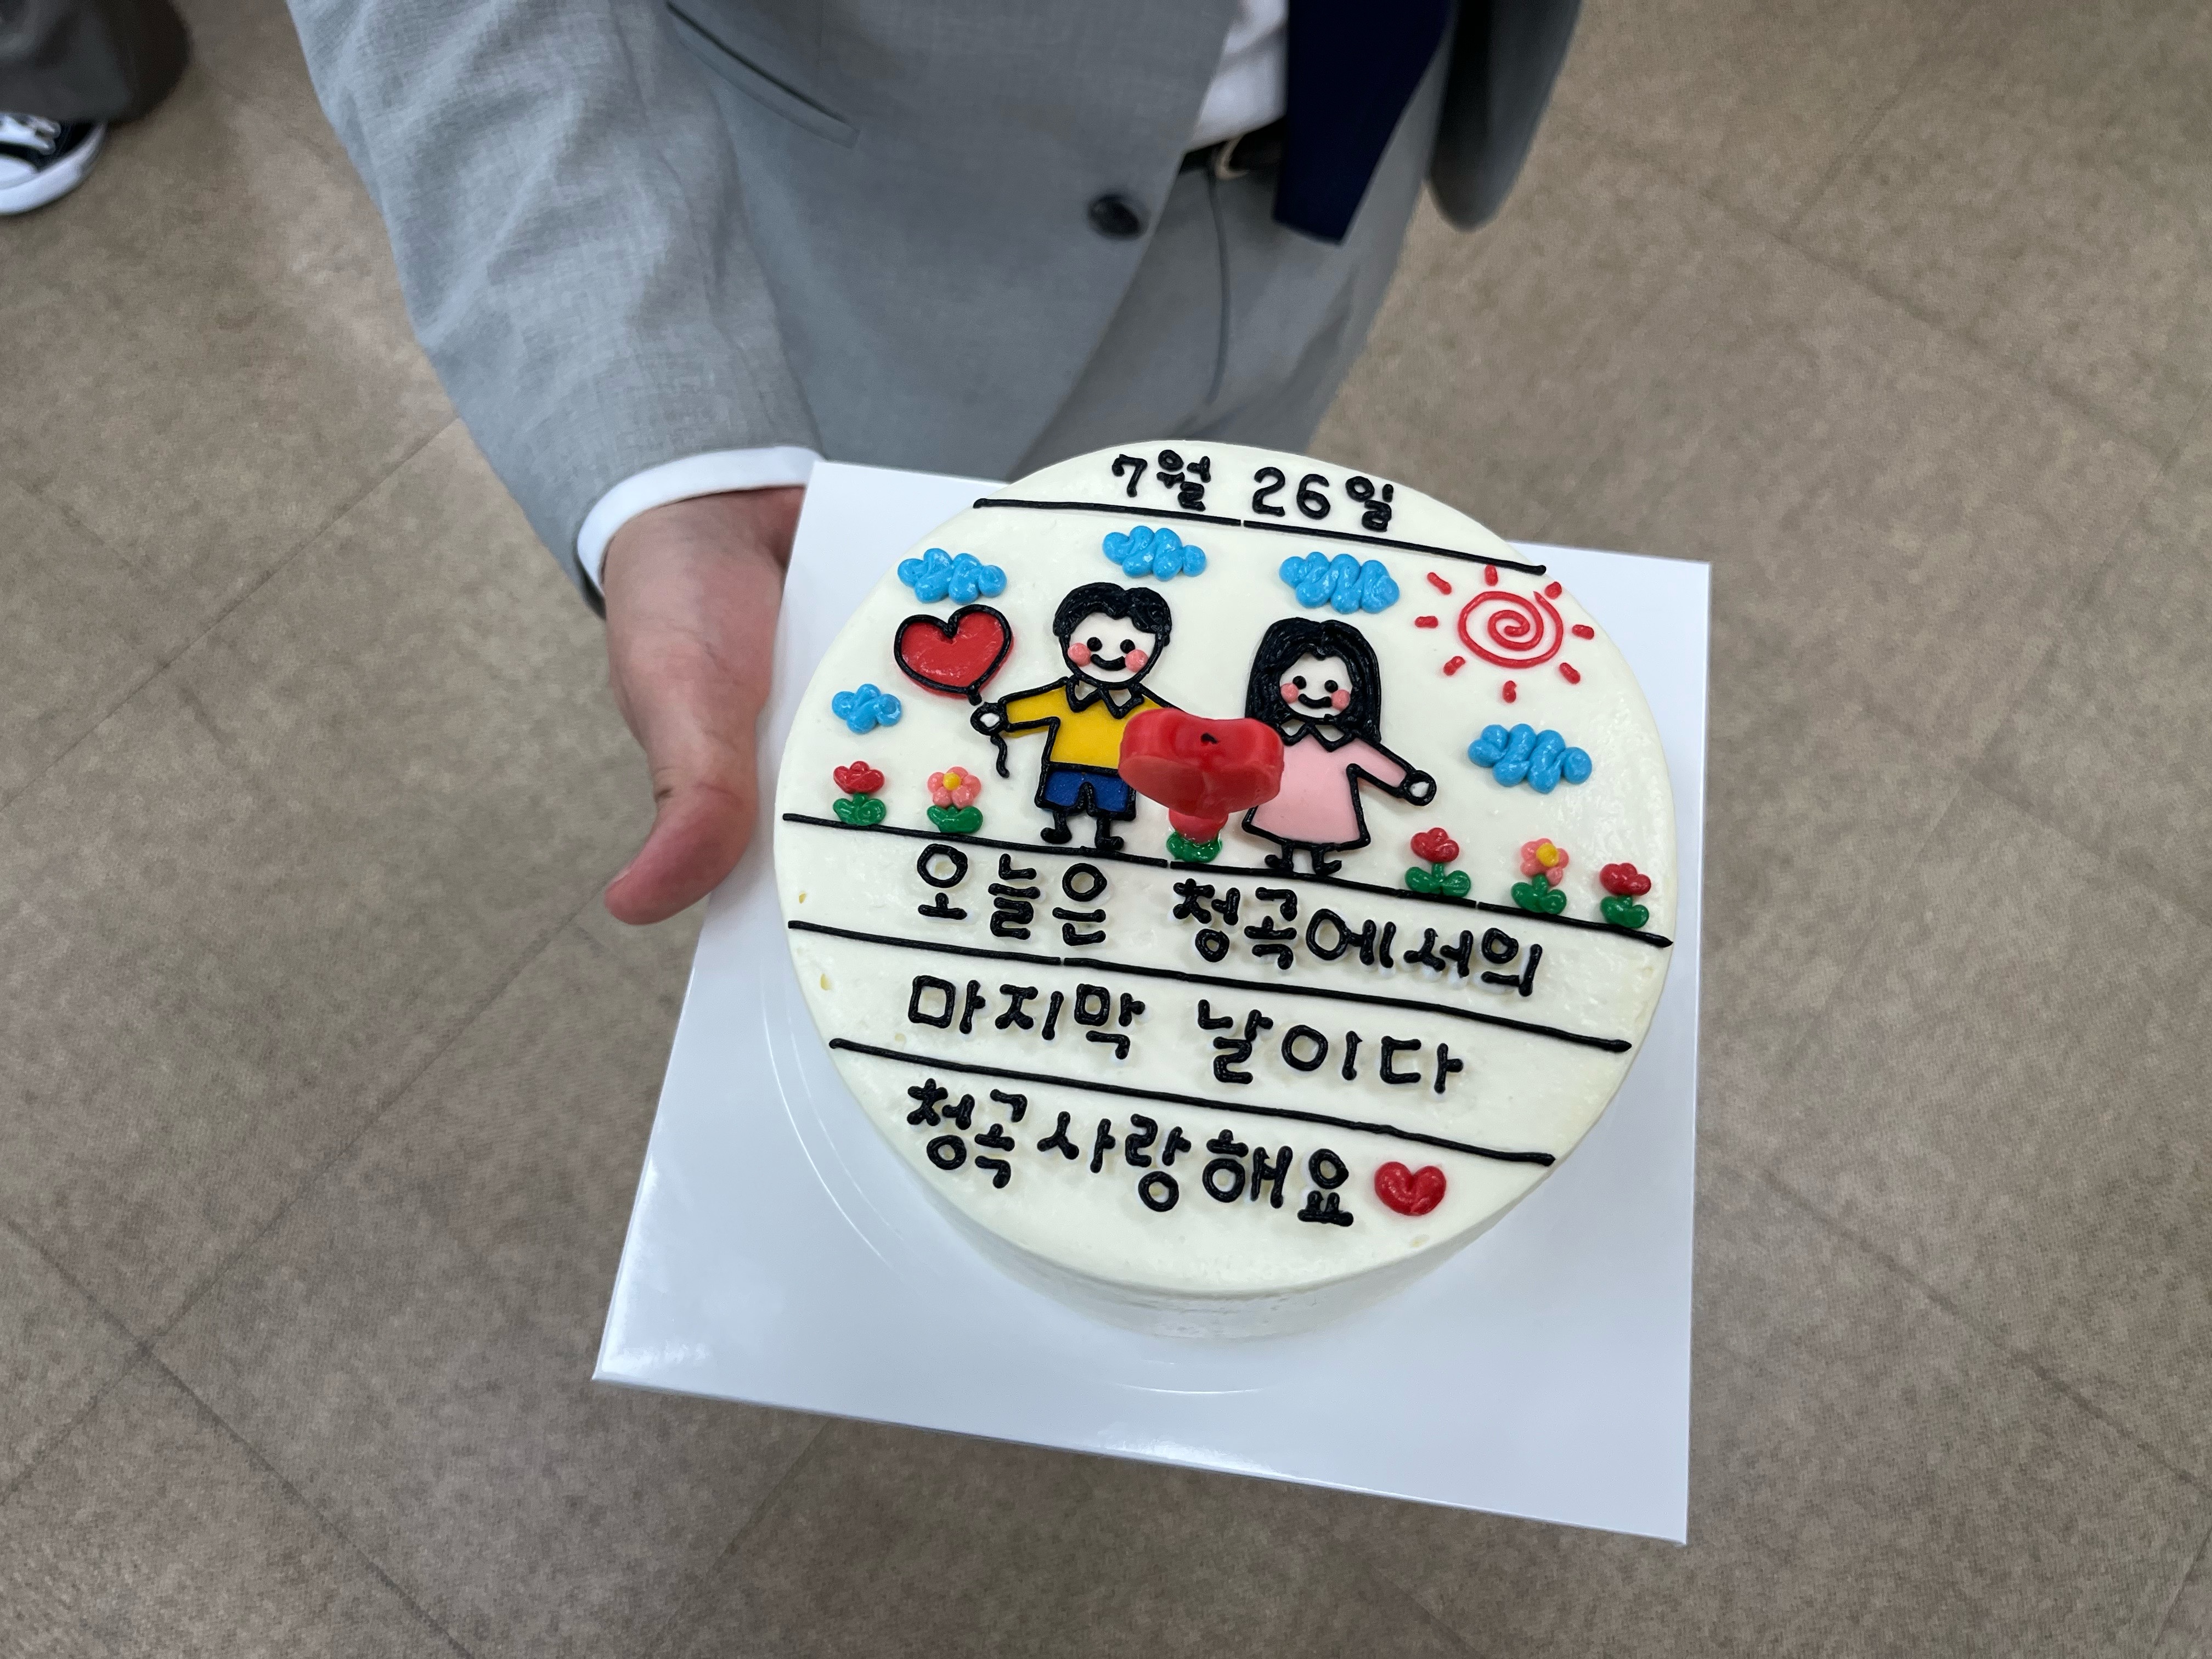 7월 26일
오늘은 청곡에서의
마지막 날이다
청곡사랑해요